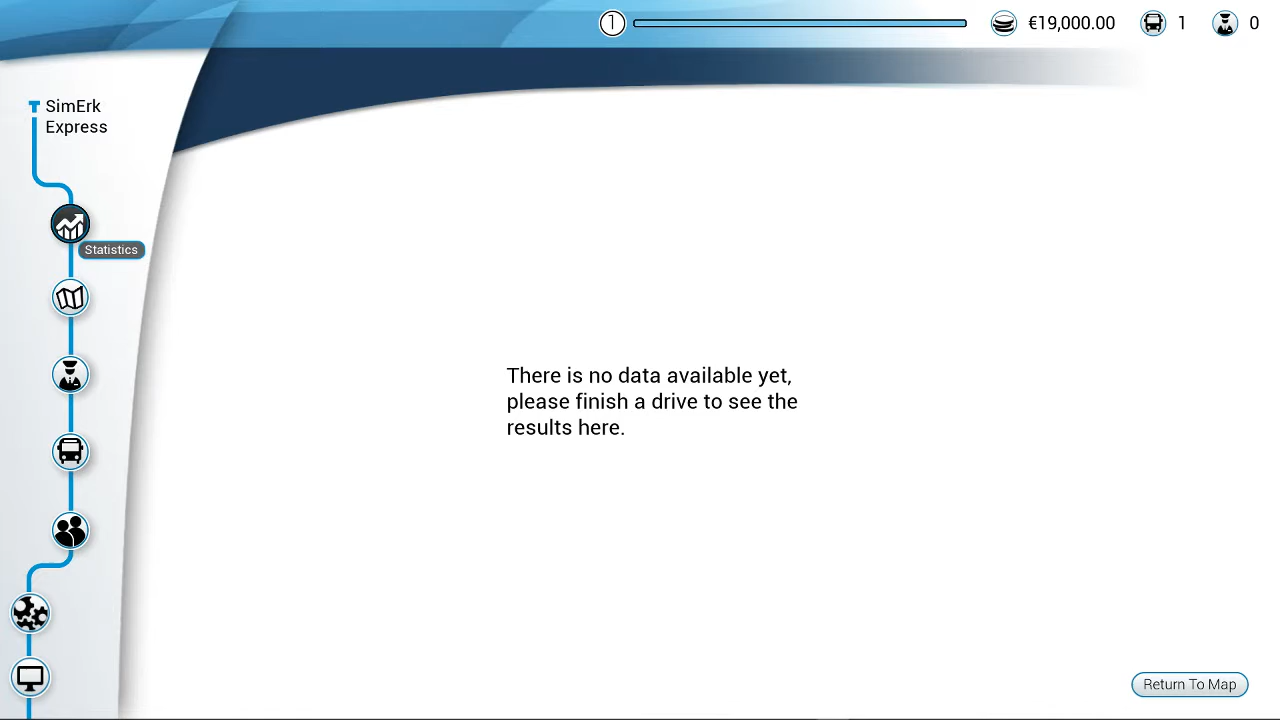 1
€19,000.00
1
0
SimErk
Express
Statistics
There is no data available yet,
please finish a drive to see the
results here.
Return To Map